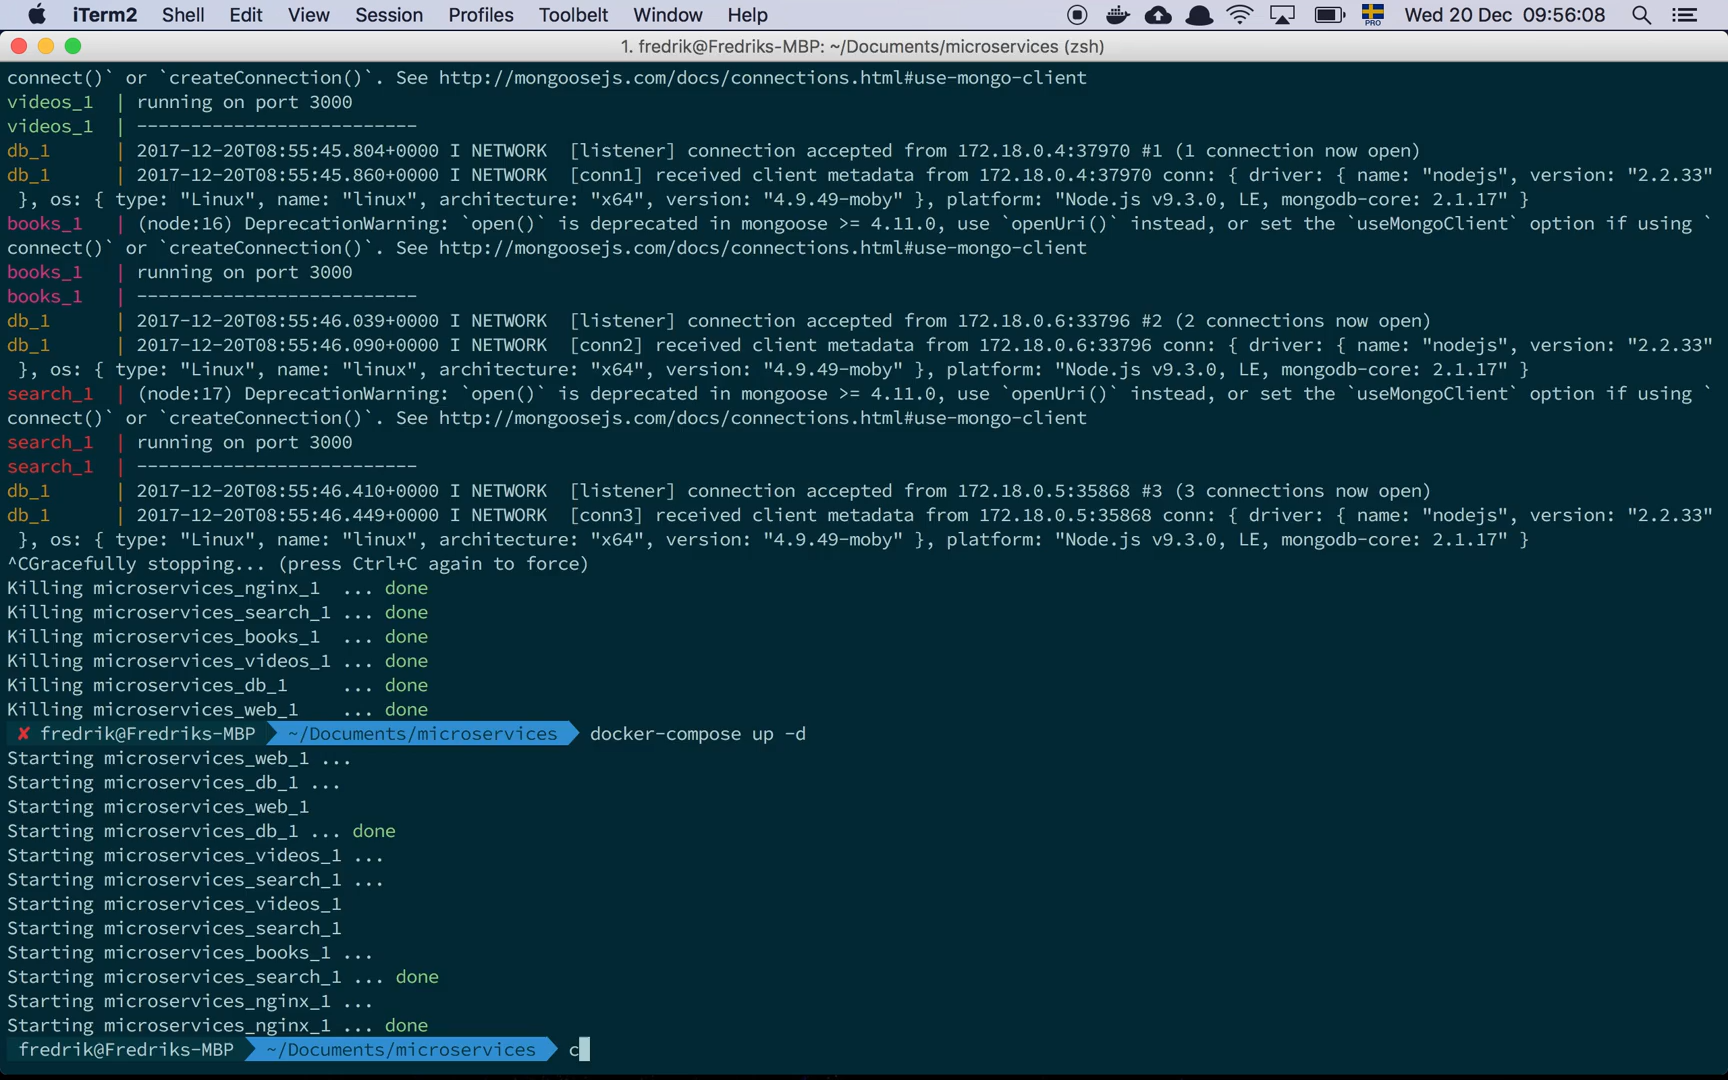 iTerm2 Shell Edit View Session Profiles Toolbelt Window Help PRO Wed 20 Dec 09:56:08
1. fredrik@Fredriks-MBP: ~/Documents/microservices (zsh)
connect()` or `createConnection()`. See http://mongoosejs.com/docs/connections.html#use-mongo-client
videos_1 | running on port 3000
videos_1 | --------------------------
db_1 | 2017-12-20T08:55:45.804+0000 I NETWORK [listener] connection accepted from 172.18.0.4:37970 #1 (1 connection now open)
db_1 | 2017-12-20T08:55:45.860+0000 I NETWORK [conn1] received client metadata from 172.18.0.4:37970 conn: { driver: { name: "nodejs", version: "2.2.33"
}, os: { type: "Linux", name: "linux", architecture: "x64", version: "4.9.49-moby" }, platform: "Node.js v9.3.0, LE, mongodb-core: 2.1.17" }
books_1 | (node:16) DeprecationWarning: `open()` is deprecated in mongoose >= 4.11.0, use `openUri()` instead, or set the `useMongoClient` option if using `
connect()` or `createConnection()`. See http://mongoosejs.com/docs/connections.html#use-mongo-client
books_1 | running on port 3000
books_1 | --------------------------
db_1 | 2017-12-20T08:55:46.039+0000 I NETWORK [listener] connection accepted from 172.18.0.6:33796 #2 (2 connections now open)
db_1 | 2017-12-20T08:55:46.090+0000 I NETWORK [conn2] received client metadata from 172.18.0.6:33796 conn: { driver: { name: "nodejs", version: "2.2.33"
}, os: { type: "Linux", name: "linux", architecture: "x64", version: "4.9.49-moby" }, platform: "Node.js v9.3.0, LE, mongodb-core: 2.1.17" }
search_1 | (node:17) DeprecationWarning: `open()` is deprecated in mongoose >= 4.11.0, use `openUri()` instead, or set the `useMongoClient` option if using `
connect()` or `createConnection()`. See http://mongoosejs.com/docs/connections.html#use-mongo-client
search_1 | running on port 3000
search_1 | --------------------------
db_1 | 2017-12-20T08:55:46.410+0000 I NETWORK [listener] connection accepted from 172.18.0.5:35868 #3 (3 connections now open)
db_1 | 2017-12-20T08:55:46.449+0000 I NETWORK [conn3] received client metadata from 172.18.0.5:35868 conn: { driver: { name: "nodejs", version: "2.2.33"
}, os: { type: "Linux", name: "linux", architecture: "x64", version: "4.9.49-moby" }, platform: "Node.js v9.3.0, LE, mongodb-core: 2.1.17" }
^CGracefully stopping... (press Ctrl+C again to force)
Killing microservices_nginx_1 ... done
Killing microservices_search_1 ... done
Killing microservices_books_1 ... done
Killing microservices_videos_1 ... done
Killing microservices_db_1 ... done
Killing microservices_web_1 ... done
✘ fredrik@Fredriks-MBP ~/Documents/microservices docker-compose up -d
Starting microservices_web_1 ...
Starting microservices_db_1 ...
Starting microservices_web_1
Starting microservices_db_1 ... done
Starting microservices_videos_1 ...
Starting microservices_search_1 ...
Starting microservices_videos_1
Starting microservices_search_1
Starting microservices_books_1 ...
Starting microservices_search_1 ... done
Starting microservices_nginx_1 ...
Starting microservices_nginx_1 ... done
fredrik@Fredriks-MBP ~/Documents/microservices c